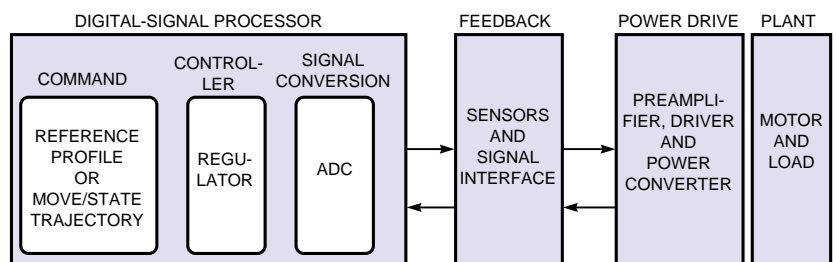 DIGITAL-SIGNAL PROCESSOR
FEEDBACK
POWER DRIVE
PLANT
COMMAND
CONTROL-
LER
SIGNAL
CONVERSION
REFERENCE
PROFILE
OR
MOVE/STATE
TRAJECTORY
REGU-
LATOR
ADC
SENSORS
AND
SIGNAL
INTERFACE
PREAMPLI-
FIER, DRIVER
AND
POWER
CONVERTER
MOTOR
AND
LOAD